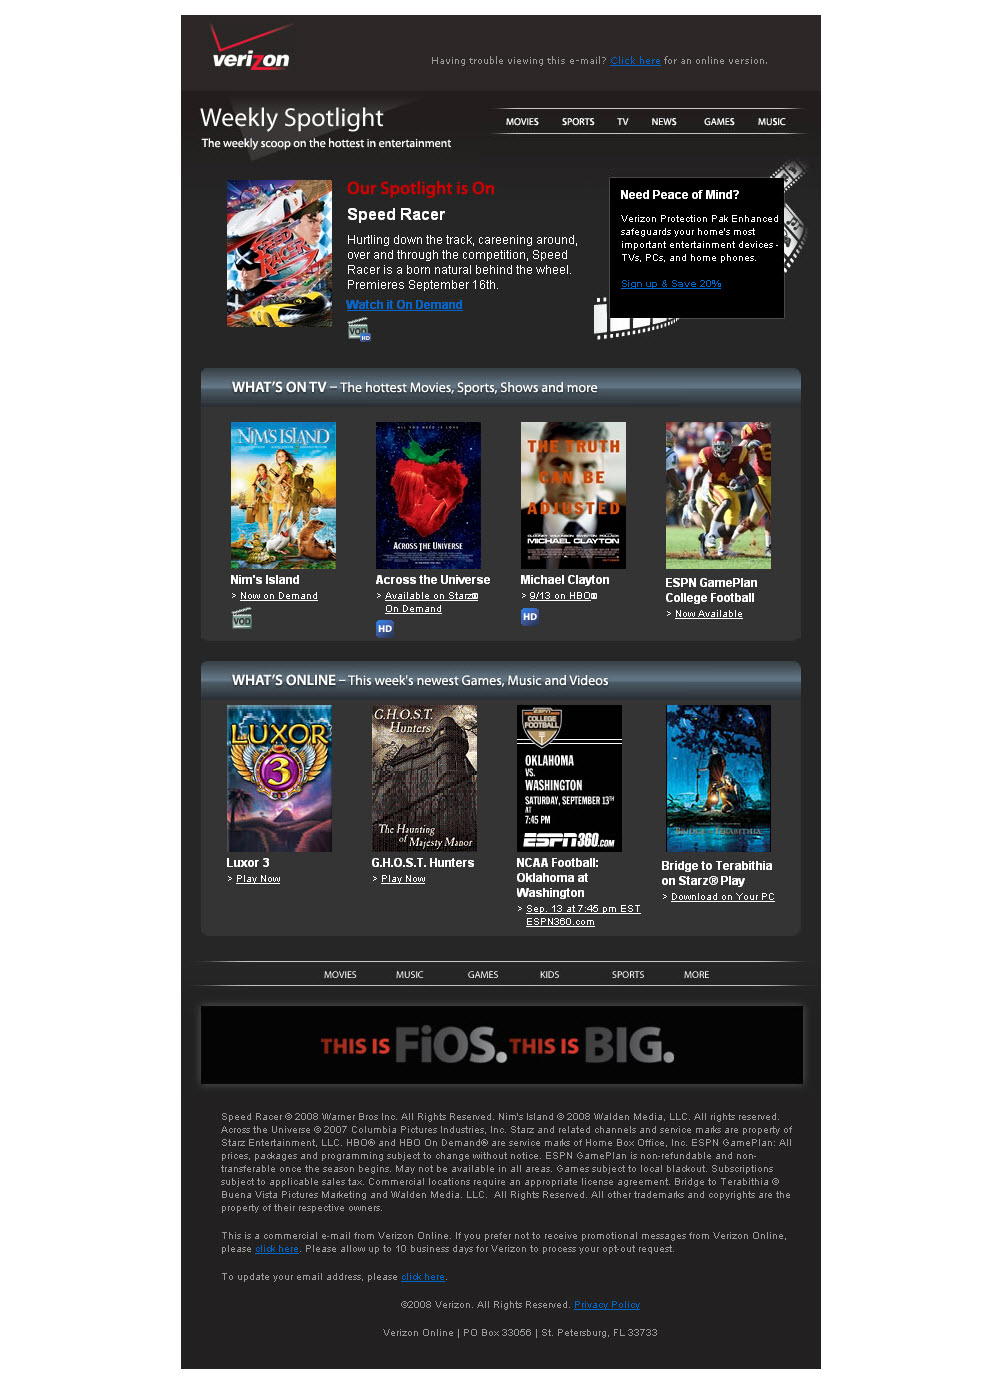 verizon
Having trouble viewing this e-mail? Click here for an online version.
Weekly Spotlight
The weekly scoop on the hottest in entertainment
MOVIES SPORTS TV NEWS GAMES MUSIC
SPEED RACER
Our Spotlight is On
Speed Racer
Hurtling down the track, careening around,
over and through the competition, Speed
Racer is a born natural behind the wheel.
Premieres September 16th.
Watch it On Demand
VOD HD
Need Peace of Mind?
Verizon Protection Pak Enhanced
safeguards your home's most
important entertainment devices -
TVs, PCs, and home phones.
Sign up & Save 20%
WHAT'S ON TV – The hottest Movies, Sports, Shows and more
NIM'S ISLAND
Nim's Island
> Now on Demand
VOD
ALL YOU NEED IS LOVE
ACROSS THE UNIVERSE
Across the Universe
> Available on Starz®
On Demand
HD
THE TRUTH
CAN BE
ADJUSTED
MICHAEL CLAYTON
Michael Clayton
> 9/13 on HBO®
HD
ESPN GamePlan
College Football
> Now Available
WHAT'S ONLINE – This week's newest Games, Music and Videos
LUXOR
3
Luxor 3
> Play Now
G.H.O.S.T.
Hunters
The Haunting
of Majesty Manor
G.H.O.S.T. Hunters
> Play Now
ESPN
COLLEGE
FOOTBALL
OKLAHOMA
VS.
WASHINGTON
SATURDAY, SEPTEMBER 13TH
AT
7:45 PM
ESPN360.COM
NCAA Football:
Oklahoma at
Washington
> Sep. 13 at 7:45 pm EST
ESPN360.com
BRIDGE TO TERABITHIA
Bridge to Terabithia
on Starz® Play
> Download on Your PC
MOVIES MUSIC GAMES KIDS SPORTS MORE
THIS IS FiOS. THIS IS BIG.
Speed Racer © 2008 Warner Bros Inc. All Rights Reserved. Nim's Island © 2008 Walden Media, LLC. All rights reserved.
Across the Universe © 2007 Columbia Pictures Industries, Inc. Starz and related channels and service marks are property of
Starz Entertainment, LLC. HBO® and HBO On Demand® are service marks of Home Box Office, Inc. ESPN GamePlan: All
prices, packages and programming subject to change without notice. ESPN GamePlan is non-refundable and non-
transferable once the season begins. May not be available in all areas. Games subject to local blackout. Subscriptions
subject to applicable sales tax. Commercial locations require an appropriate license agreement. Bridge to Terabithia ©
Buena Vista Pictures Marketing and Walden Media. LLC. All Rights Reserved. All other trademarks and copyrights are the
property of their respective owners.
This is a commercial e-mail from Verizon Online. If you prefer not to receive promotional messages from Verizon Online,
please click here. Please allow up to 10 business days for Verizon to process your opt-out request.
To update your email address, please click here.
©2008 Verizon. All Rights Reserved. Privacy Policy
Verizon Online | PO Box 33056 | St. Petersburg, FL 33733